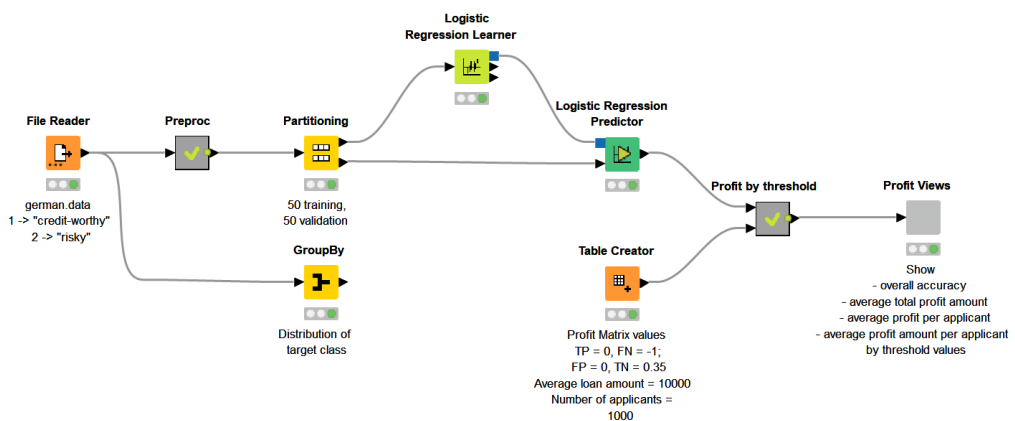 Logistic
Regression Learner
File Reader
Preproc
Partitioning
Logistic Regression
Predictor
german.data
1 -> "credit-worthy"
2 -> "risky"
50 training,
50 validation
Profit by threshold
Profit Views
GroupBy
Table Creator
Show
- overall accuracy
- average total profit amount
- average profit per applicant
- average profit amount per applicant
by threshold values
Distribution of
target class
Profit Matrix values
TP = 0, FN = -1;
FP = 0, TN = 0.35
Average loan amount = 10000
Number of applicants =
1000